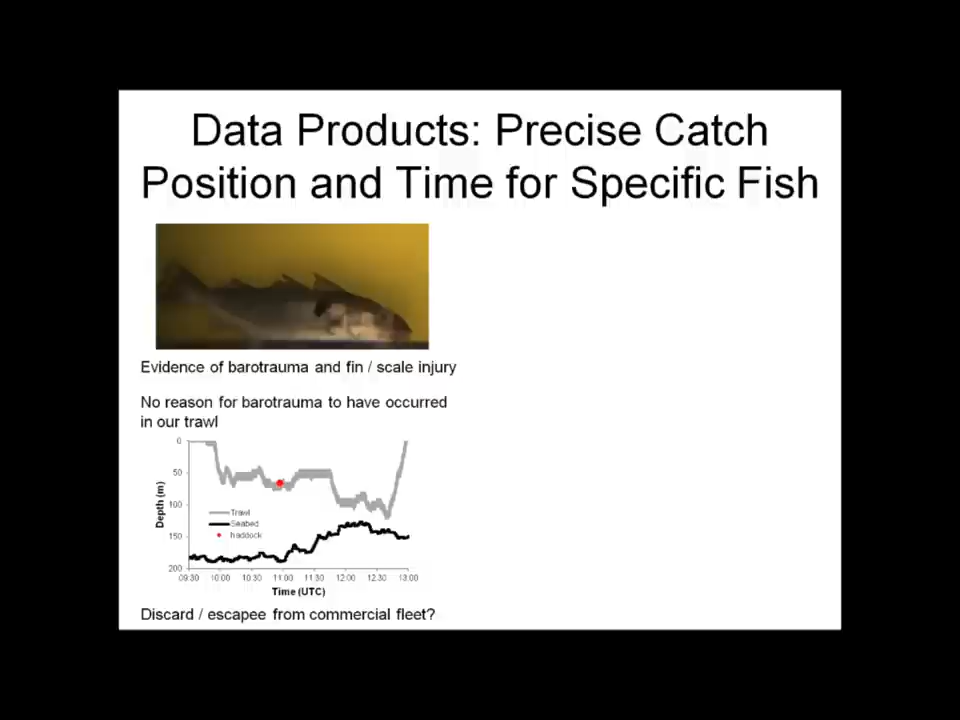 Data Products: Precise Catch
Position and Time for Specific Fish
Evidence of barotrauma and fin / scale injury
No reason for barotrauma to have occurred
in our trawl
0
50
100
150
200
Depth (m)
Trawl
Seabed
haddock
09:30 10:00 10:30 11:00 11:30 12:00 12:30 13:00
Time (UTC)
Discard / escapee from commercial fleet?